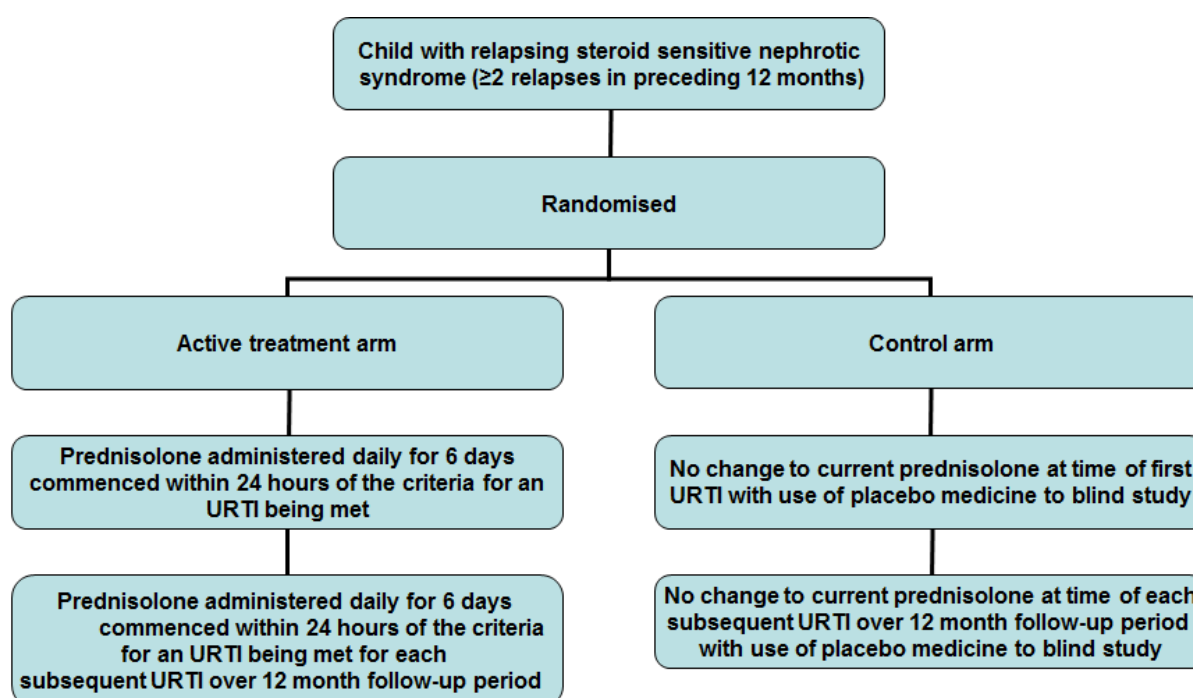 Child with relapsing steroid sensitive nephrotic
syndrome (≥2 relapses in preceding 12 months)
Randomised
Active treatment arm
Control arm
Prednisolone administered daily for 6 days
commenced within 24 hours of the criteria for an
URTI being met
No change to current prednisolone at time of first
URTI with use of placebo medicine to blind study
Prednisolone administered daily for 6 days
commenced within 24 hours of the criteria
for an URTI being met for each
subsequent URTI over 12 month follow-up period
No change to current prednisolone at time of each
subsequent URTI over 12 month follow-up period
with use of placebo medicine to blind study